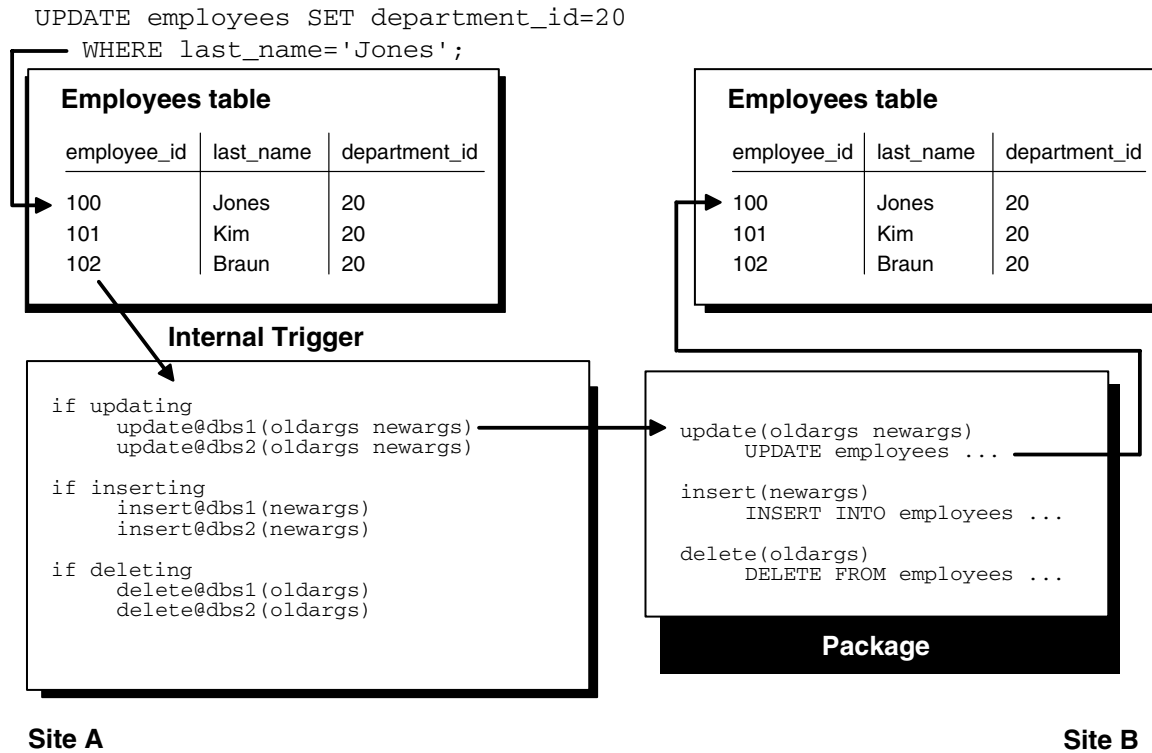 UPDATE employees SET department_id=20
WHERE last_name='Jones';
Employees table
employee_id last_name department_id
100 Jones 20
101 Kim 20
102 Braun 20
Employees table
employee_id last_name department_id
100 Jones 20
101 Kim 20
102 Braun 20
Internal Trigger
if updating
update@dbs1(oldargs newargs)
update@dbs2(oldargs newargs)
if inserting
insert@dbs1(newargs)
insert@dbs2(newargs)
if deleting
delete@dbs1(oldargs)
delete@dbs2(oldargs)
update(oldargs newargs)
UPDATE employees ...
insert(newargs)
INSERT INTO employees ...
delete(oldargs)
DELETE FROM employees ...
Package
Site A
Site B